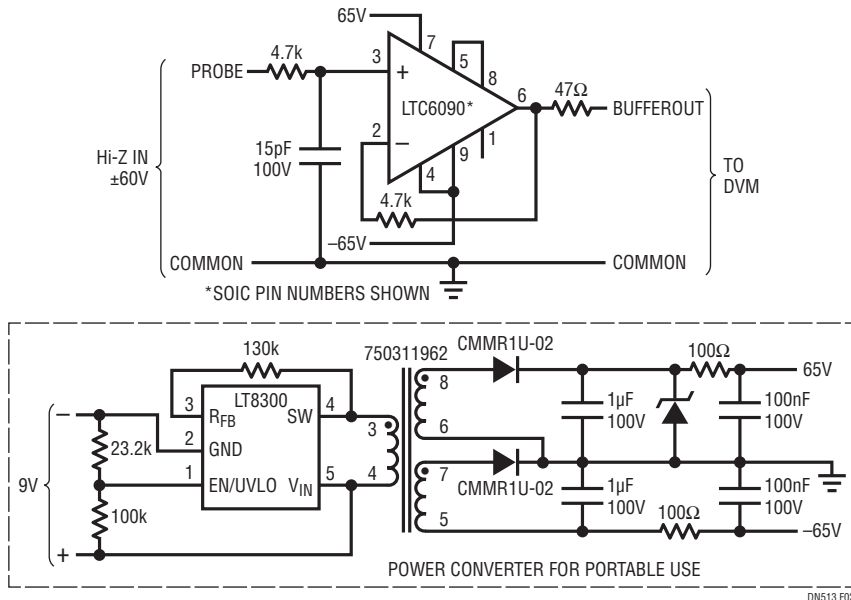 65V
7
4.7k
3
5
PROBE
+
8
LTC6090*
6
47Ω
BUFFEROUT
2
1
Hi-Z IN
±60V
15pF
100V
–
9
4
TO
DVM
4.7k
–65V
COMMON
COMMON
*SOIC PIN NUMBERS SHOWN
130k
750311962
CMMR1U-02
100Ω
65V
LT8300
8
–
3
RFB
SW
4
3
1µF
100V
100nF
100V
23.2k
2
GND
6
9V
1
EN/UVLO
VIN
5
4
7
CMMR1U-02
100k
1µF
100V
100nF
100V
5
100Ω
–65V
+
POWER CONVERTER FOR PORTABLE USE
DN513 F02